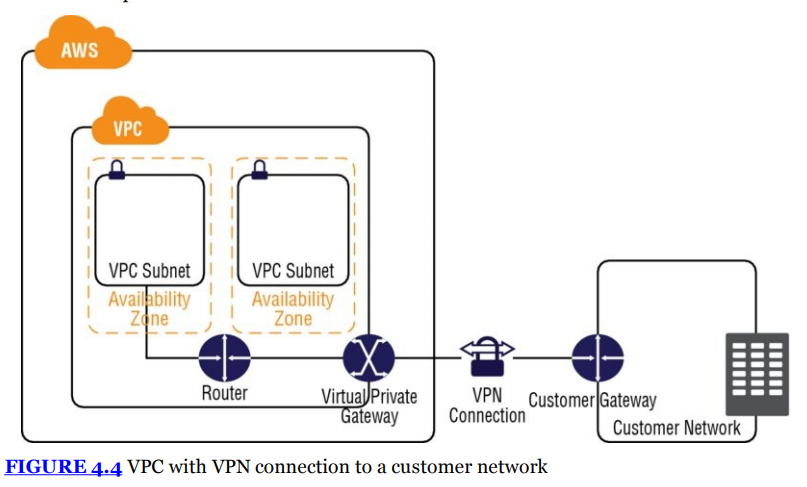 AWS
VPC
VPC Subnet
VPC Subnet
Availability
Zone
Availability
Zone
Router
Virtual Private
Gateway
VPN
Connection
Customer Gateway
Customer Network
FIGURE 4.4 VPC with VPN connection to a customer network